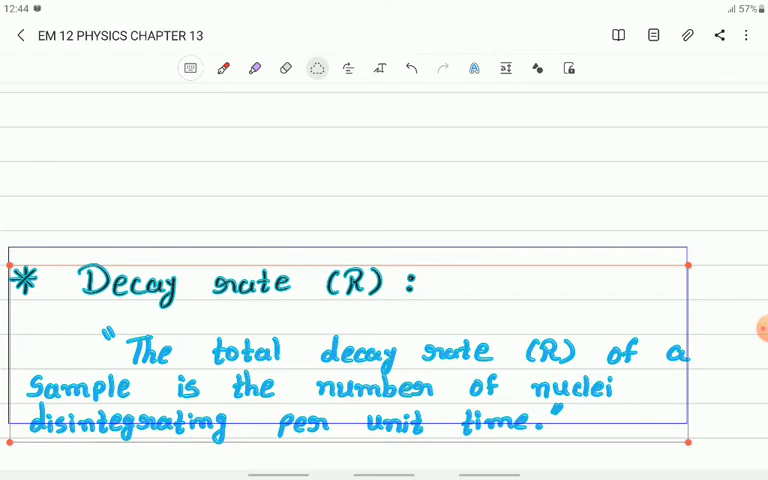 12:44
57%
EM 12 PHYSICS CHAPTER 13
* Decay rate (R) :
"The total decay rate (R) of a
Sample is the number of nuclei
disintegrating per unit time."